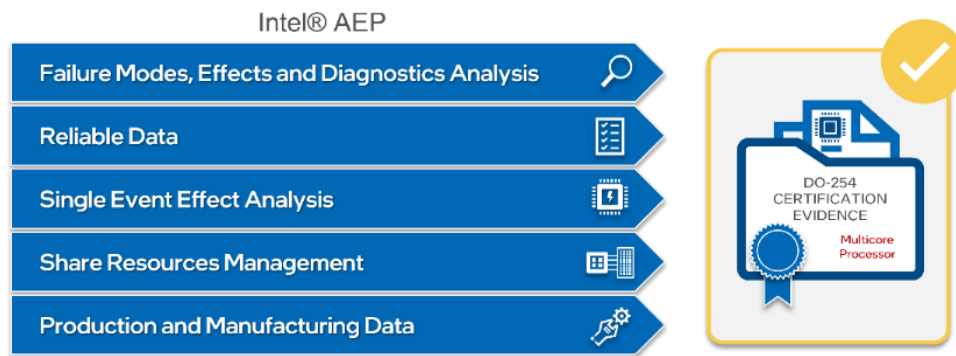 Intel® AEP
Failure Modes, Effects and Diagnostics Analysis
Reliable Data
Single Event Effect Analysis
Share Resources Management
Production and Manufacturing Data
DO-254
CERTIFICATION
EVIDENCE
Multicore
Processor